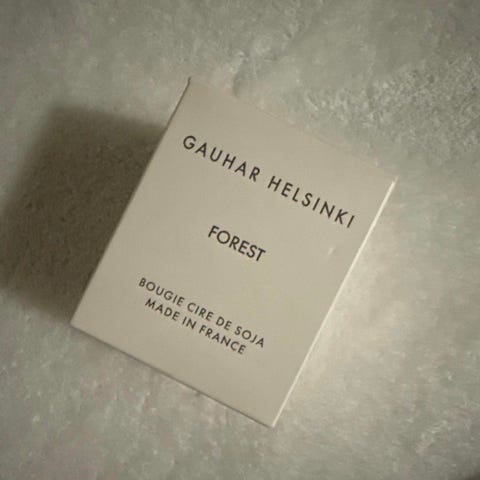 GAUHAR HELSINKI
FOREST
BOUGIE CIRE DE SOJA
MADE IN FRANCE